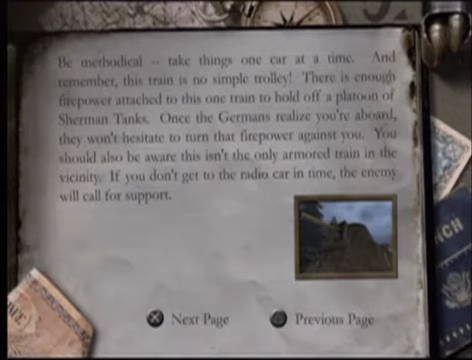 Be methodical -- take things one car at a time. And
remember, this train is no simple trolley! There is enough
firepower attached to this one train to hold off a platoon of
Sherman Tanks. Once the Germans realize you're aboard,
they won't hesitate to turn that firepower against you. You
should also be aware this isn't the only armored train in the
vicinity. If you don't get to the radio car in time, the enemy
will call for support.
Next Page
Previous Page